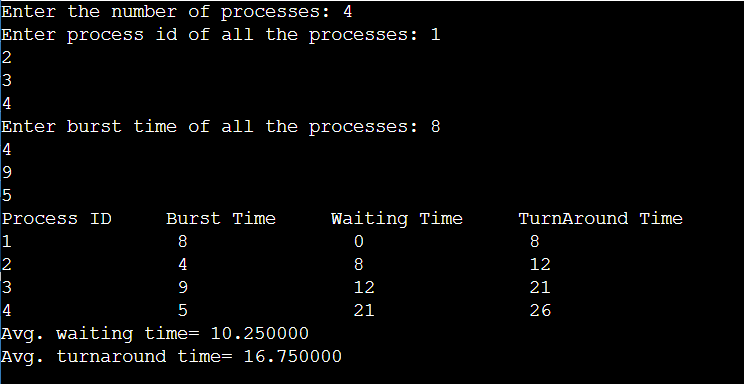 Enter the number of processes: 4
Enter process id of all the processes: 1
2
3
4
Enter burst time of all the processes: 8
4
9
5
Process ID     Burst Time     Waiting Time     TurnAround Time
1               8               0               8
2               4               8               12
3               9               12              21
4               5               21              26
Avg. waiting time= 10.250000
Avg. turnaround time= 16.750000